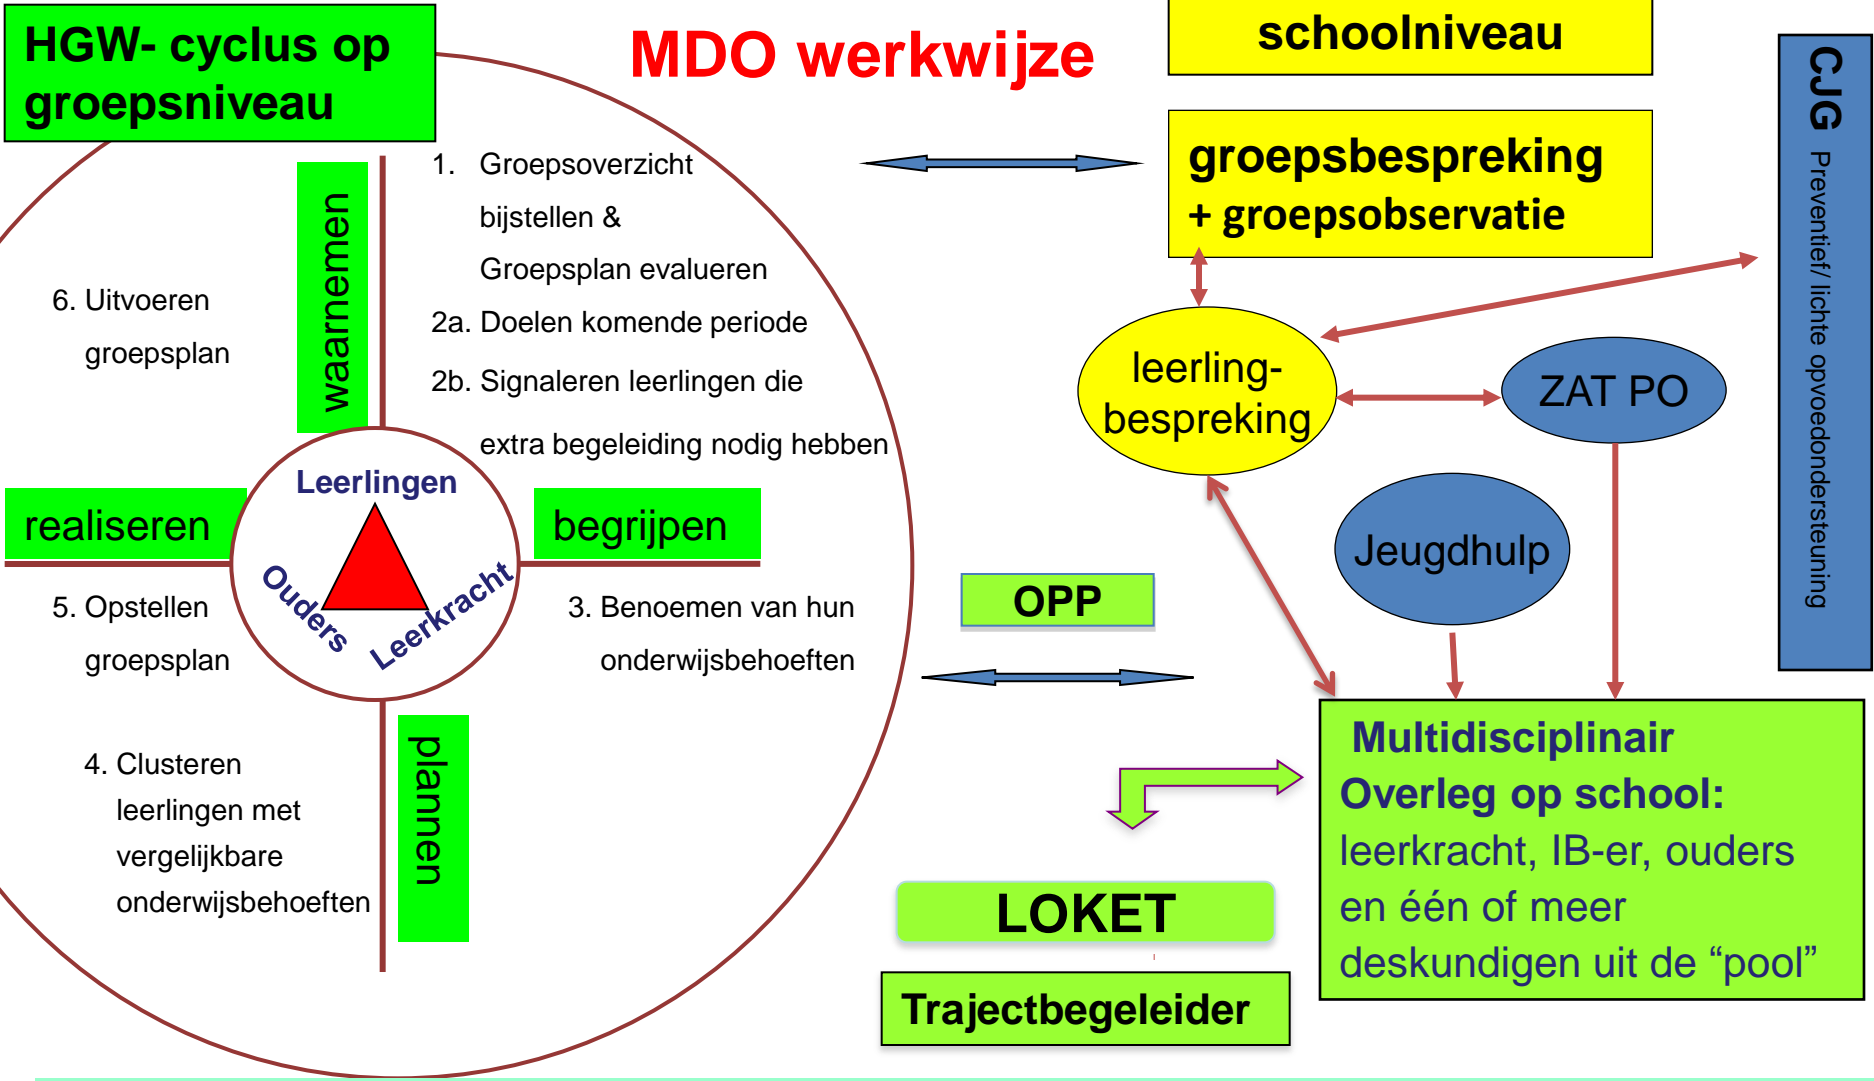 HGW- cyclus op
groepsniveau
MDO werkwijze
schoolniveau
groepsbespreking
+ groepsobservatie
CJG Preventief/ lichte opvoedondersteuning
waarnemen
1. Groepsoverzicht
bijstellen &
Groepsplan evalueren
2a. Doelen komende periode
2b. Signaleren leerlingen die
extra begeleiding nodig hebben
6. Uitvoeren
groepsplan
leerling-
bespreking
ZAT PO
Jeugdhulp
realiseren
begrijpen
Leerlingen
Ouders
Leerkracht
5. Opstellen
groepsplan
3. Benoemen van hun
onderwijsbehoeften
OPP
4. Clusteren
leerlingen met
vergelijkbare
onderwijsbehoeften
plannen
Multidisciplinair
Overleg op school:
leerkracht, IB-er, ouders
en één of meer
deskundigen uit de “pool”
LOKET
Trajectbegeleider